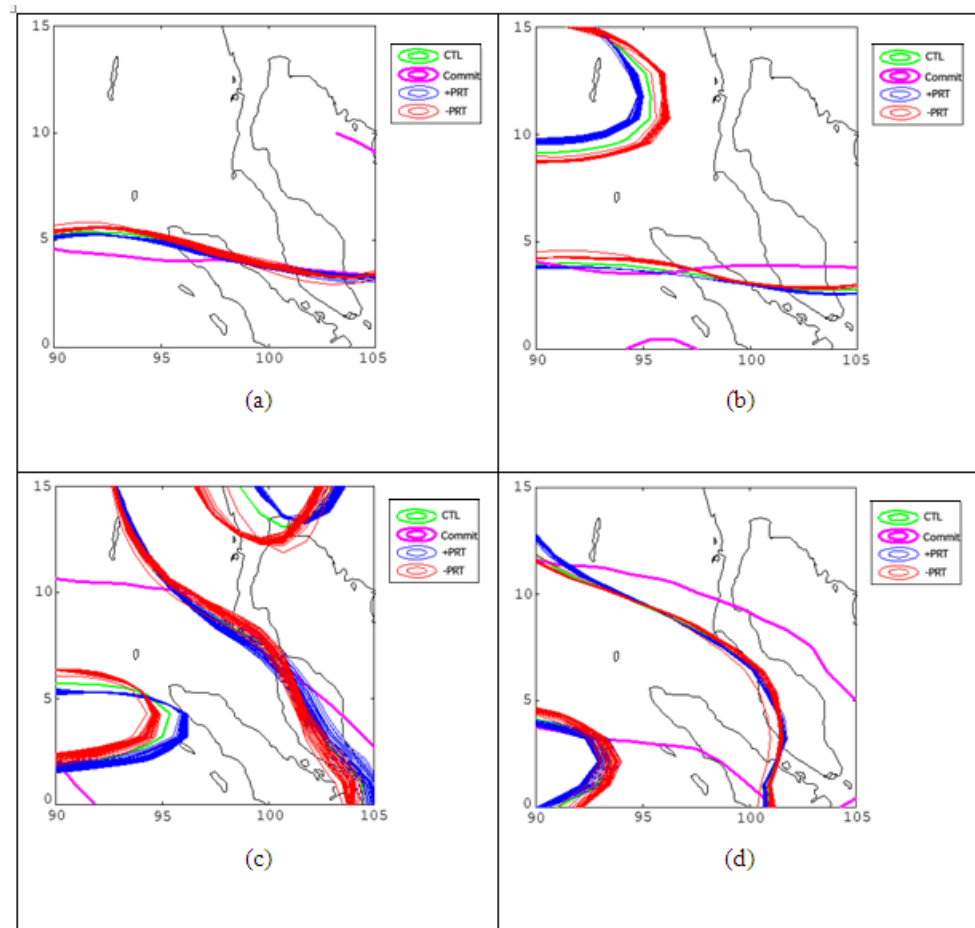 15
10
5
0
90 95 100 105
CTL
Commit
+PRT
-PRT
(a)
15
10
5
0
90 95 100 105
CTL
Commit
+PRT
-PRT
(b)
15
10
5
0
90 95 100 105
CTL
Commit
+PRT
-PRT
(c)
15
10
5
0
90 95 100 105
CTL
Commit
+PRT
-PRT
(d)